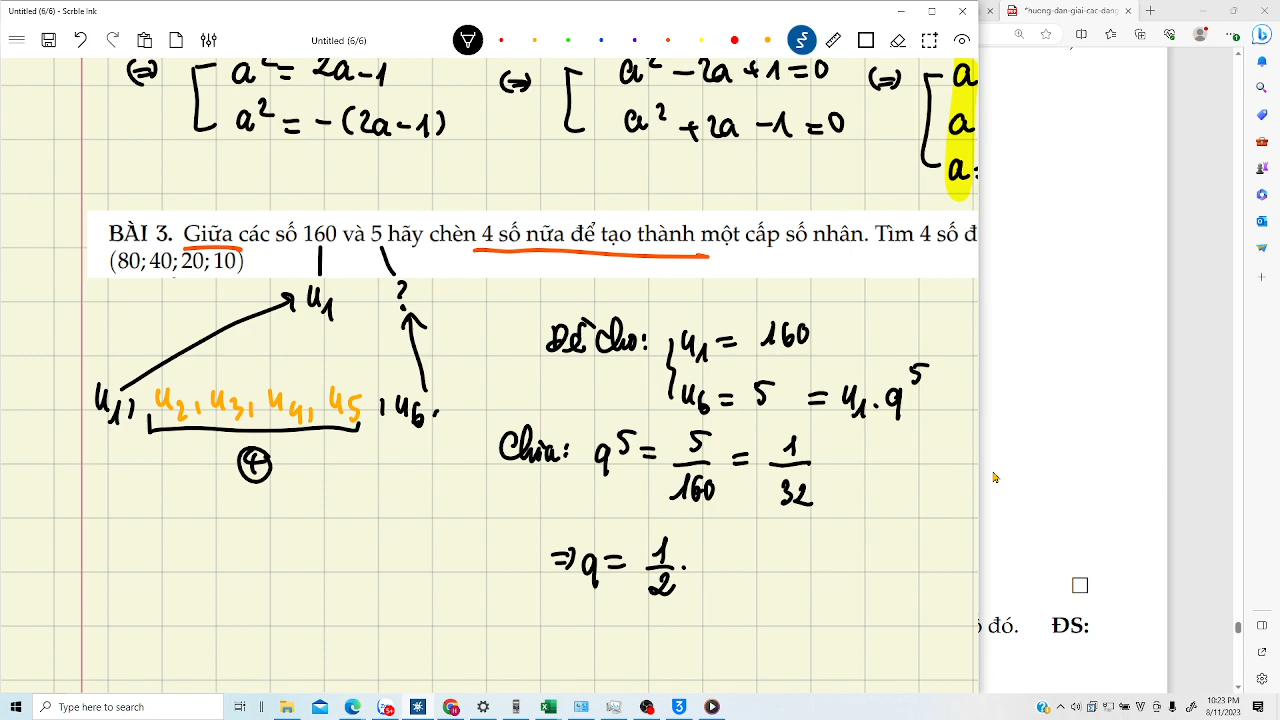 Untitled (6/6) - Scrble Ink
"huong-dan-giai-cac-dang
Untitled (6/6)
(⇒) a² = 2a - 1 (⇒) a² - 2a + 1 = 0 (⇒) a
a² = - (2a - 1) a² + 2a - 1 = 0 a
a =
BÀI 3. Giữa các số 160 và 5 hãy chèn 4 số nữa để tạo thành một cấp số nhân. Tìm 4 số đ
(80; 40; 20; 10)
u₁ ?
Đề cho: u₁ = 160
u₆ = 5 = u₁ . q⁵
u₁, u₂, u₃, u₄, u₅ , u₆ .
Chia: q⁵ = 5/160 = 1/32
4
⇒ q = 1/2 .
ó đó. ĐS:
Type here to search
10:23 PM
8/11/2023